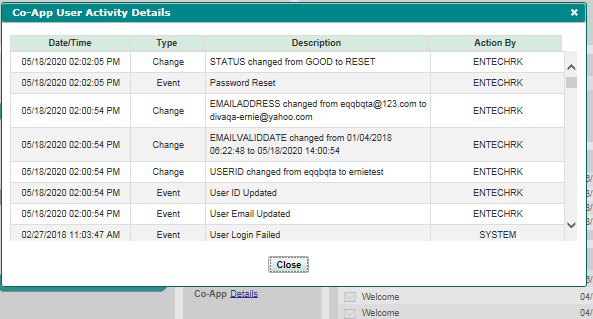 Co-App User Activity Details
Date/Time Type Description Action By
05/18/2020 02:02:05 PM Change STATUS changed from GOOD to RESET ENTECHRK
05/18/2020 02:02:05 PM Event Password Reset ENTECHRK
05/18/2020 02:00:54 PM Change EMAILADDRESS changed from eqqbqta@123.com to ENTECHRK
divaqa-ernie@yahoo.com
05/18/2020 02:00:54 PM Change EMAILVALIDDATE changed from 01/04/2018 ENTECHRK
06:22:48 to 05/18/2020 14:00:54
05/18/2020 02:00:54 PM Change USERID changed from eqqbqta to ernietest ENTECHRK
05/18/2020 02:00:54 PM Event User ID Updated ENTECHRK
05/18/2020 02:00:54 PM Event User Email Updated ENTECHRK
02/27/2018 11:03:47 AM Event User Login Failed SYSTEM
Close
Co-App Details
Welcome 04/
Welcome 04/